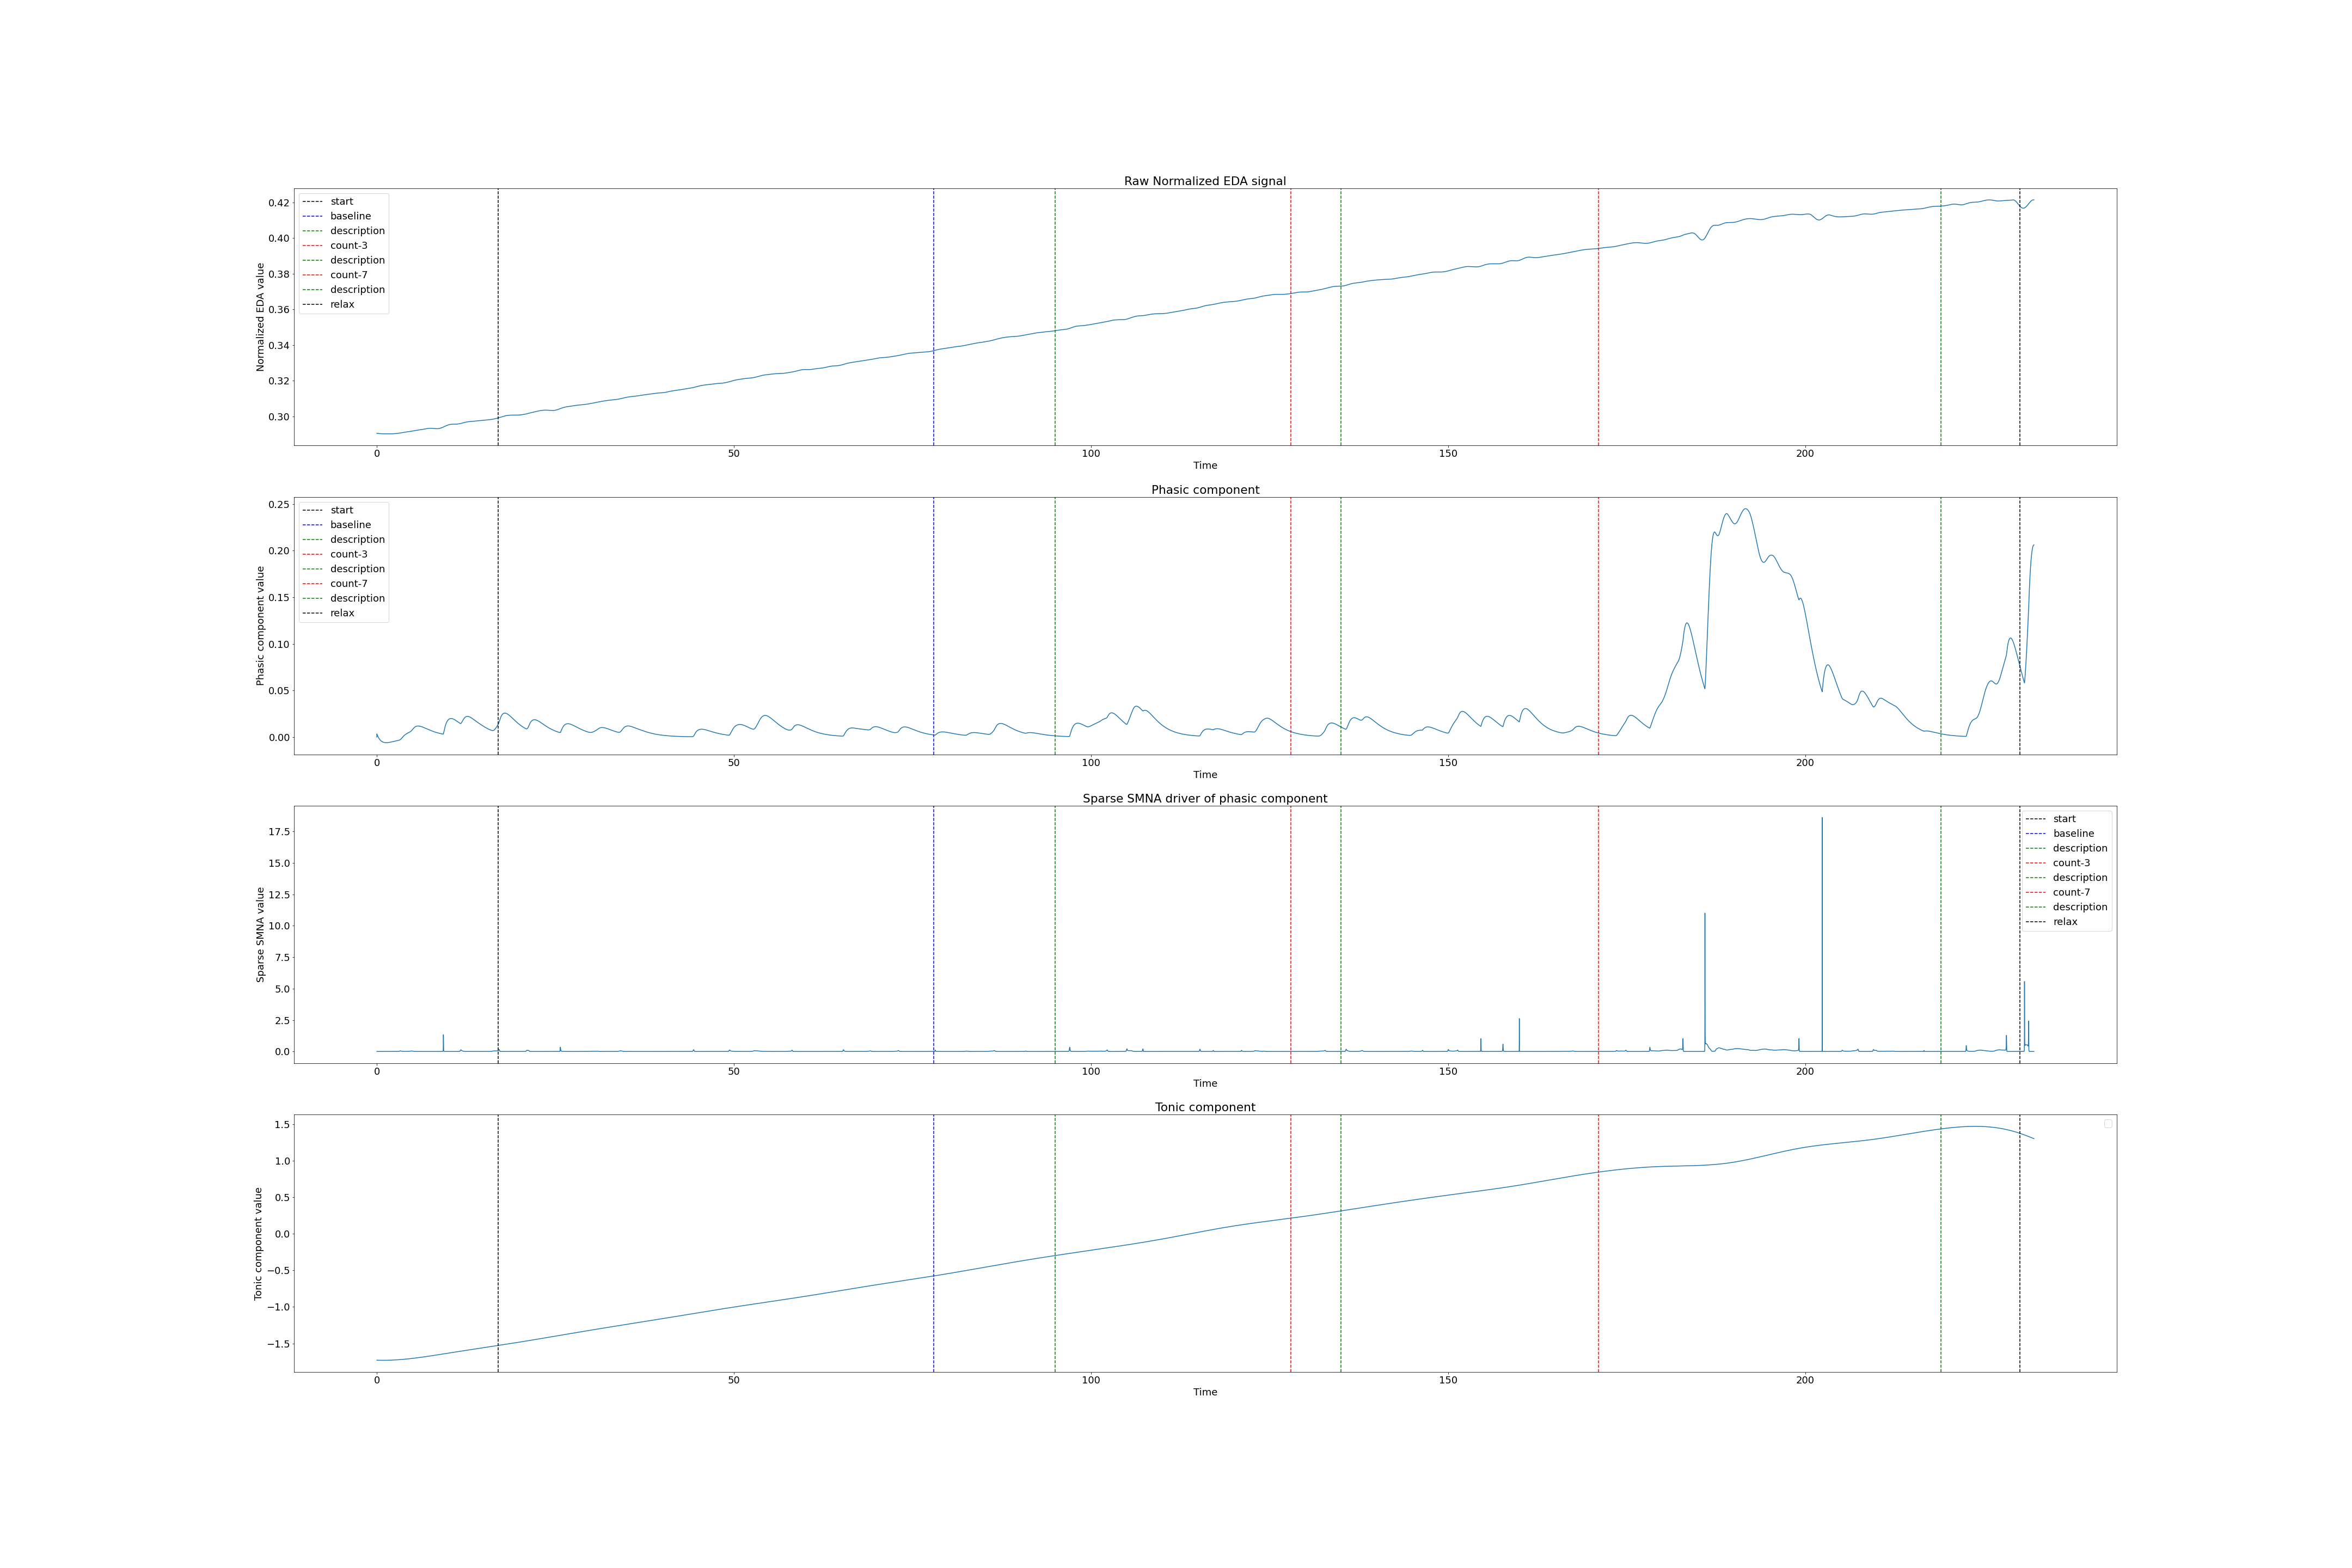 Raw Normalized EDA signal
start
baseline
description
count-3
description
count-7
description
relax
Normalized EDA value
0.42
0.40
0.38
0.36
0.34
0.32
0.30
0 50 100 150 200
Time
Phasic component
start
baseline
description
count-3
description
count-7
description
relax
Phasic component value
0.25
0.20
0.15
0.10
0.05
0.00
0 50 100 150 200
Time
Sparse SMNA driver of phasic component
start
baseline
description
count-3
description
count-7
description
relax
Sparse SMNA value
17.5
15.0
12.5
10.0
7.5
5.0
2.5
0.0
0 50 100 150 200
Time
Tonic component
Tonic component value
1.5
1.0
0.5
0.0
−0.5
−1.0
−1.5
0 50 100 150 200
Time